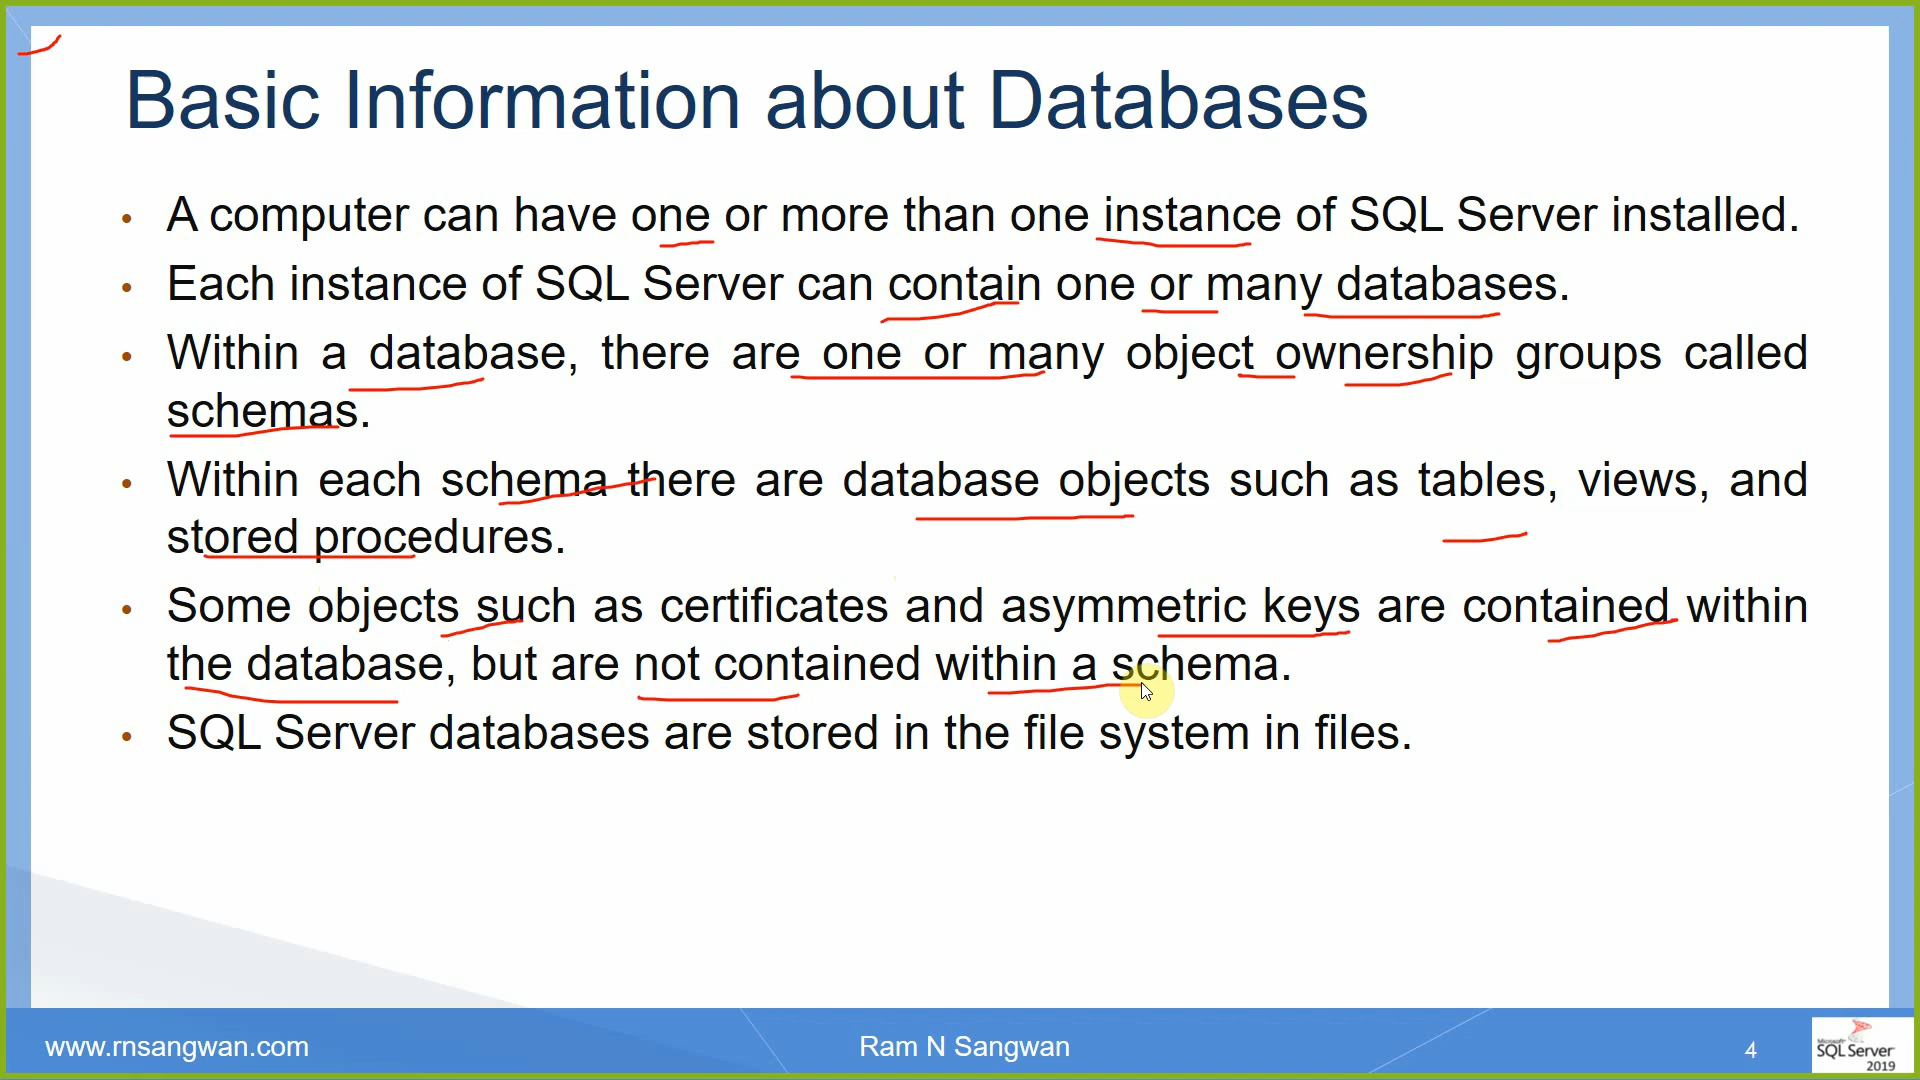 Basic Information about Databases
• A computer can have one or more than one instance of SQL Server installed.
• Each instance of SQL Server can contain one or many databases.
• Within a database, there are one or many object ownership groups called
schemas.
• Within each schema there are database objects such as tables, views, and
stored procedures.
• Some objects such as certificates and asymmetric keys are contained within
the database, but are not contained within a schema.
• SQL Server databases are stored in the file system in files.
www.rnsangwan.com
Ram N Sangwan
4
Microsoft
SQL Server
2019